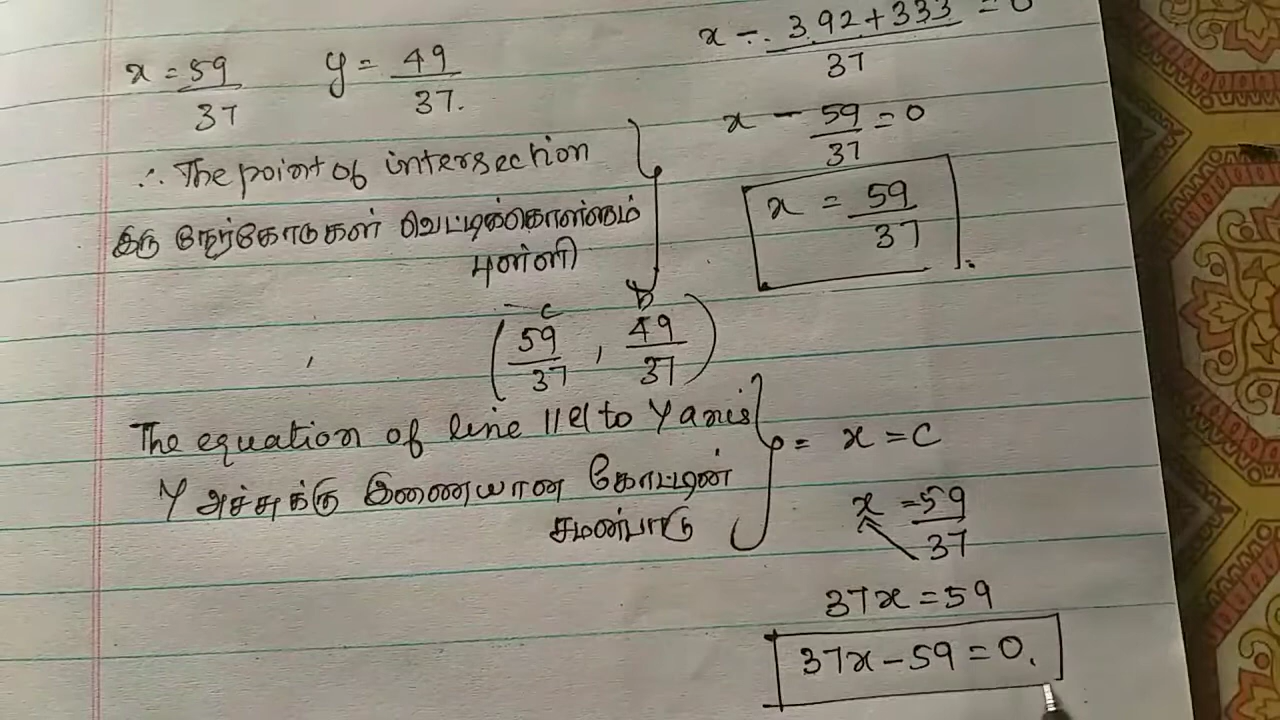 x = 59/37 y = 49/37.
∴ The point of intersection
இரு நேர்கோடுகள் வெட்டிக்கொள்ளும்
புள்ளி
C b
(59/37 , 49/37)
The equation of line ||el to Y axis
Y அச்சுக்கு இணையான கோட்டின்
சமன்பாடு
= x = C
x = 59/37
37x = 59
37x − 59 = 0.
x − 392+333/37 = 0
x − 59/37 = 0
x = 59/37